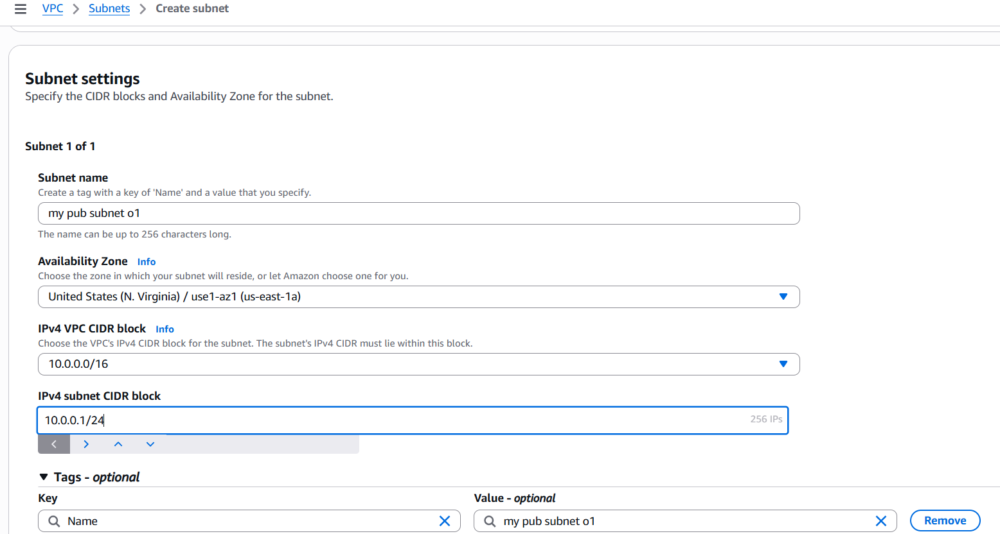 VPC > Subnets > Create subnet
Subnet settings
Specify the CIDR blocks and Availability Zone for the subnet.
Subnet 1 of 1
Subnet name
Create a tag with a key of 'Name' and a value that you specify.
my pub subnet o1
The name can be up to 256 characters long.
Availability Zone Info
Choose the zone in which your subnet will reside, or let Amazon choose one for you.
United States (N. Virginia) / use1-az1 (us-east-1a)
IPv4 VPC CIDR block Info
Choose the VPC's IPv4 CIDR block for the subnet. The subnet's IPv4 CIDR must lie within this block.
10.0.0.0/16
IPv4 subnet CIDR block
10.0.0.1/24 256 IPs
Tags - optional
Key Value - optional
Name my pub subnet o1 Remove